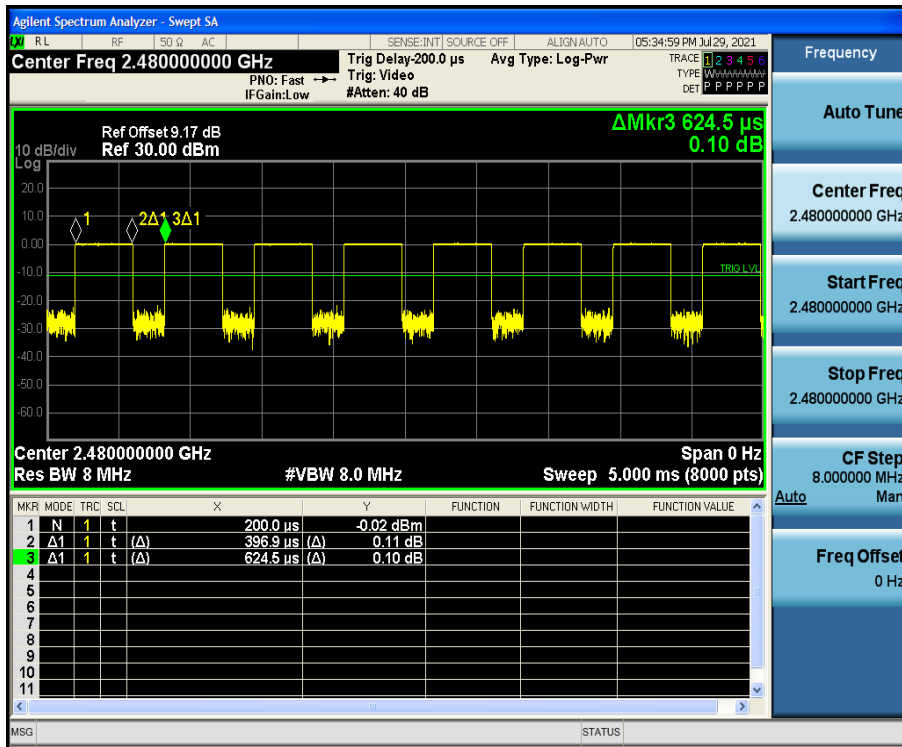 Agilent Spectrum Analyzer - Swept SA
LXI RL RF 50 Ω AC SENSE:INT SOURCE OFF ALIGN AUTO 05:34:59 PM Jul 29, 2021
Center Freq 2.480000000 GHz
PNO: Fast
IFGain:Low
Trig Delay-200.0 µs
Trig: Video
#Atten: 40 dB
Avg Type: Log-Pwr
TRACE 1 2 3 4 5 6
TYPE WWWWWW
DET P P P P P P
ΔMkr3 624.5 µs
0.10 dB
Ref Offset 9.17 dB
10 dB/div Ref 30.00 dBm
Log
20.0
10.0
0.00
-10.0
-20.0
-30.0
-40.0
-50.0
-60.0
1
2Δ1
3Δ1
TRIG LVL
Center 2.480000000 GHz Span 0 Hz
Res BW 8 MHz #VBW 8.0 MHz Sweep 5.000 ms (8000 pts)
MKR MODE TRC SCL X Y FUNCTION FUNCTION WIDTH FUNCTION VALUE
1 N 1 t 200.0 µs -0.02 dBm
2 Δ1 1 t (Δ) 396.9 µs (Δ) 0.11 dB
3 Δ1 1 t (Δ) 624.5 µs (Δ) 0.10 dB
4
5
6
7
8
9
10
11
MSG STATUS
Frequency
Auto Tune
Center Freq
2.480000000 GHz
Start Freq
2.480000000 GHz
Stop Freq
2.480000000 GHz
CF Step
8.000000 MHz
Auto Man
Freq Offset
0 Hz